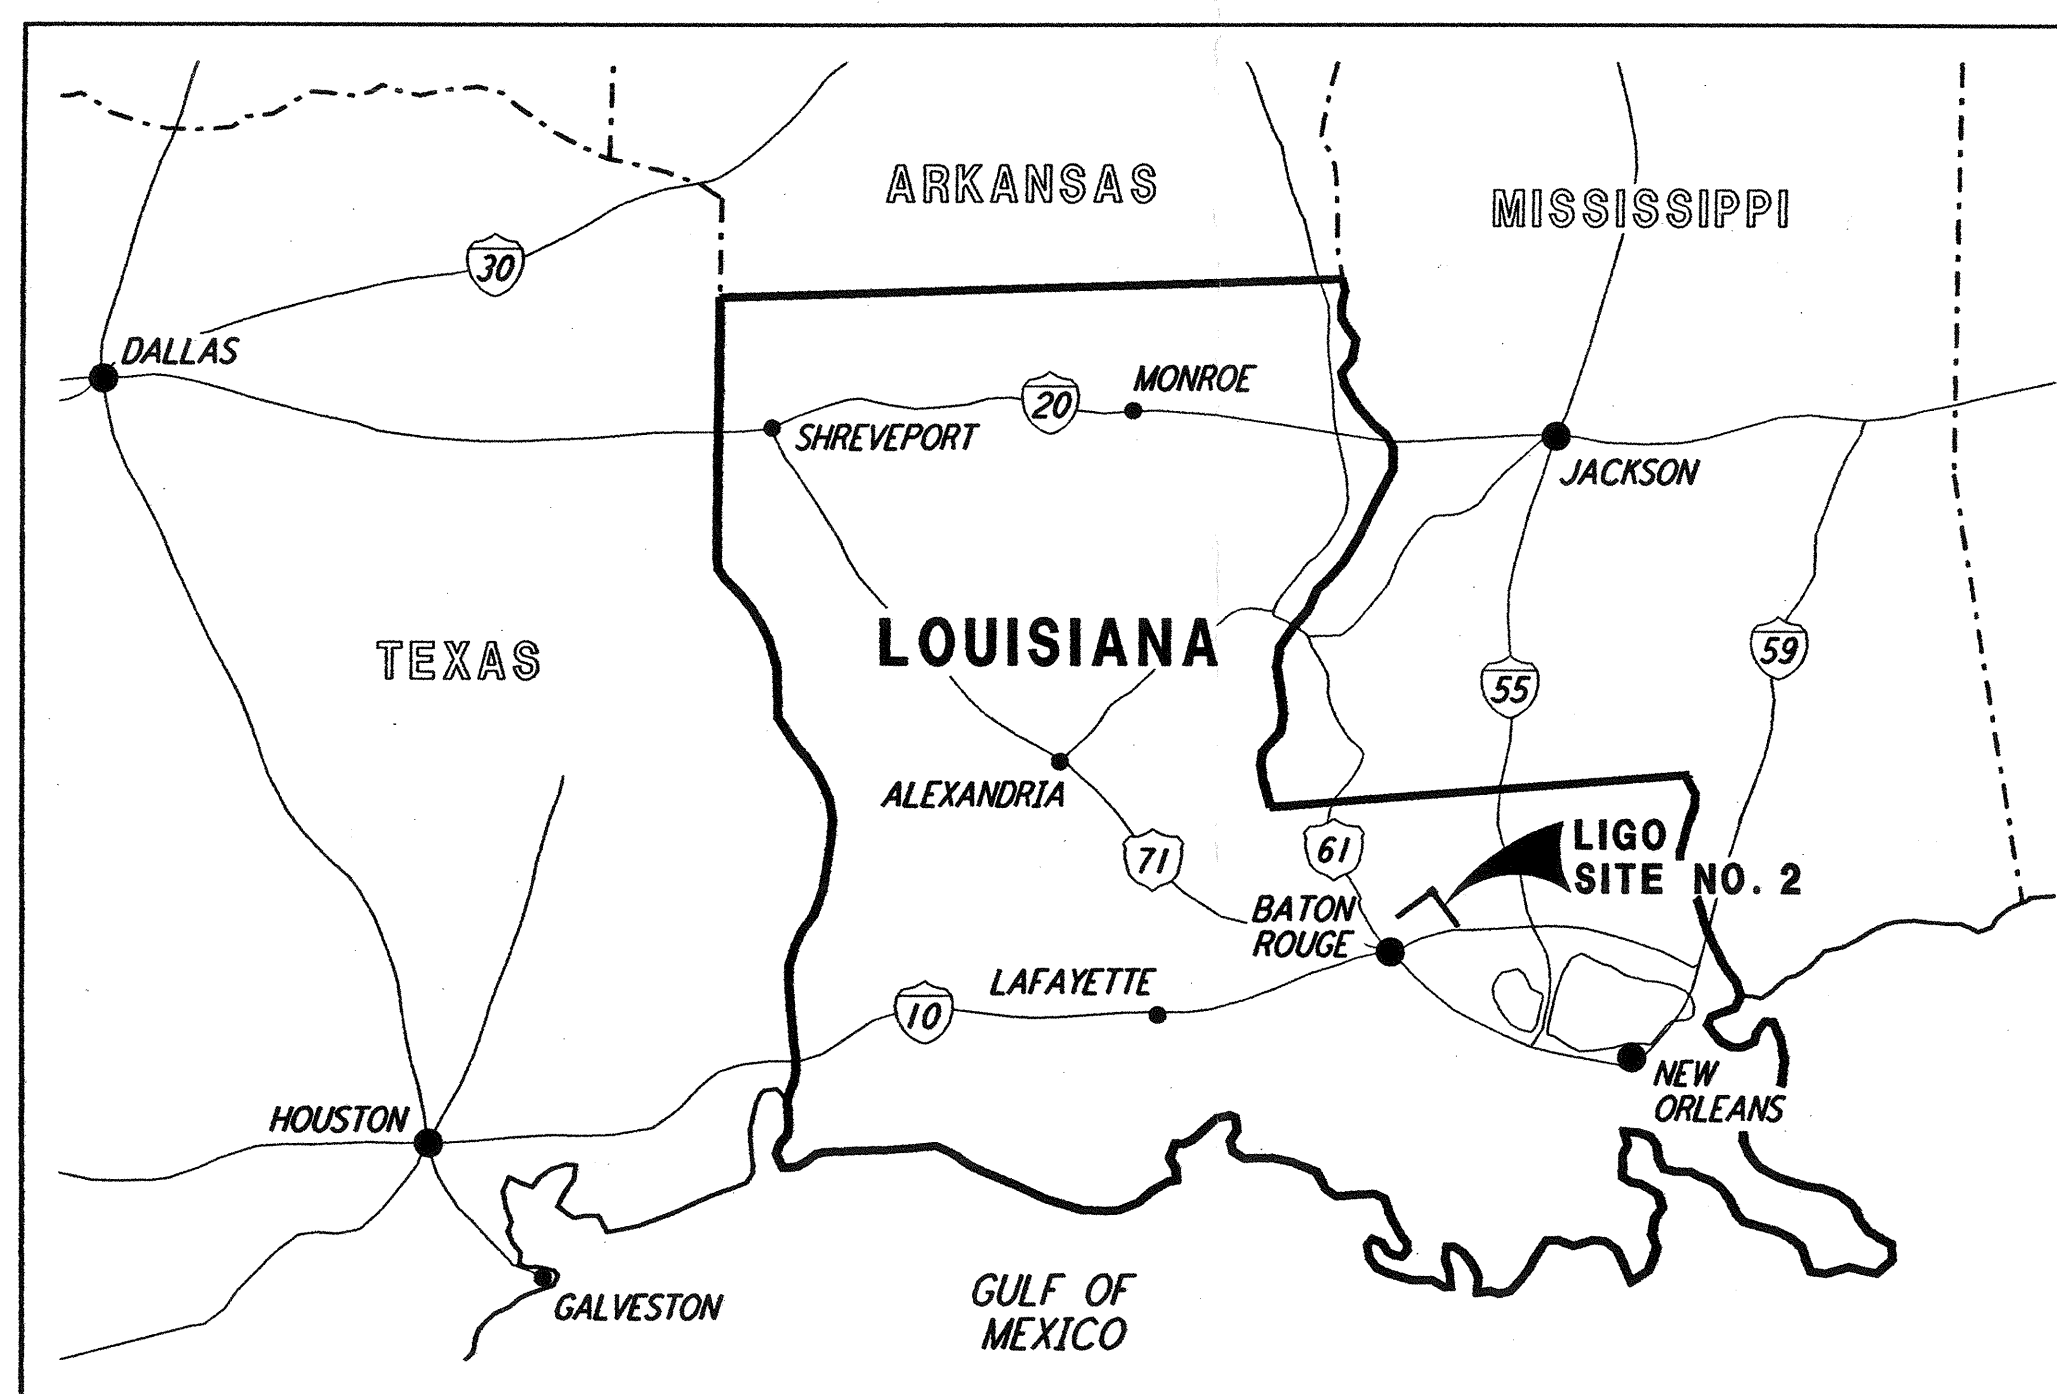 ARKANSAS
MISSISSIPPI
30
DALLAS
MONROE
20
SHREVEPORT
JACKSON
LOUISIANA
TEXAS
59
55
ALEXANDRIA
71
61
LIGO
SITE NO. 2
BATON
ROUGE
LAFAYETTE
10
NEW
ORLEANS
HOUSTON
GALVESTON
GULF OF
MEXICO